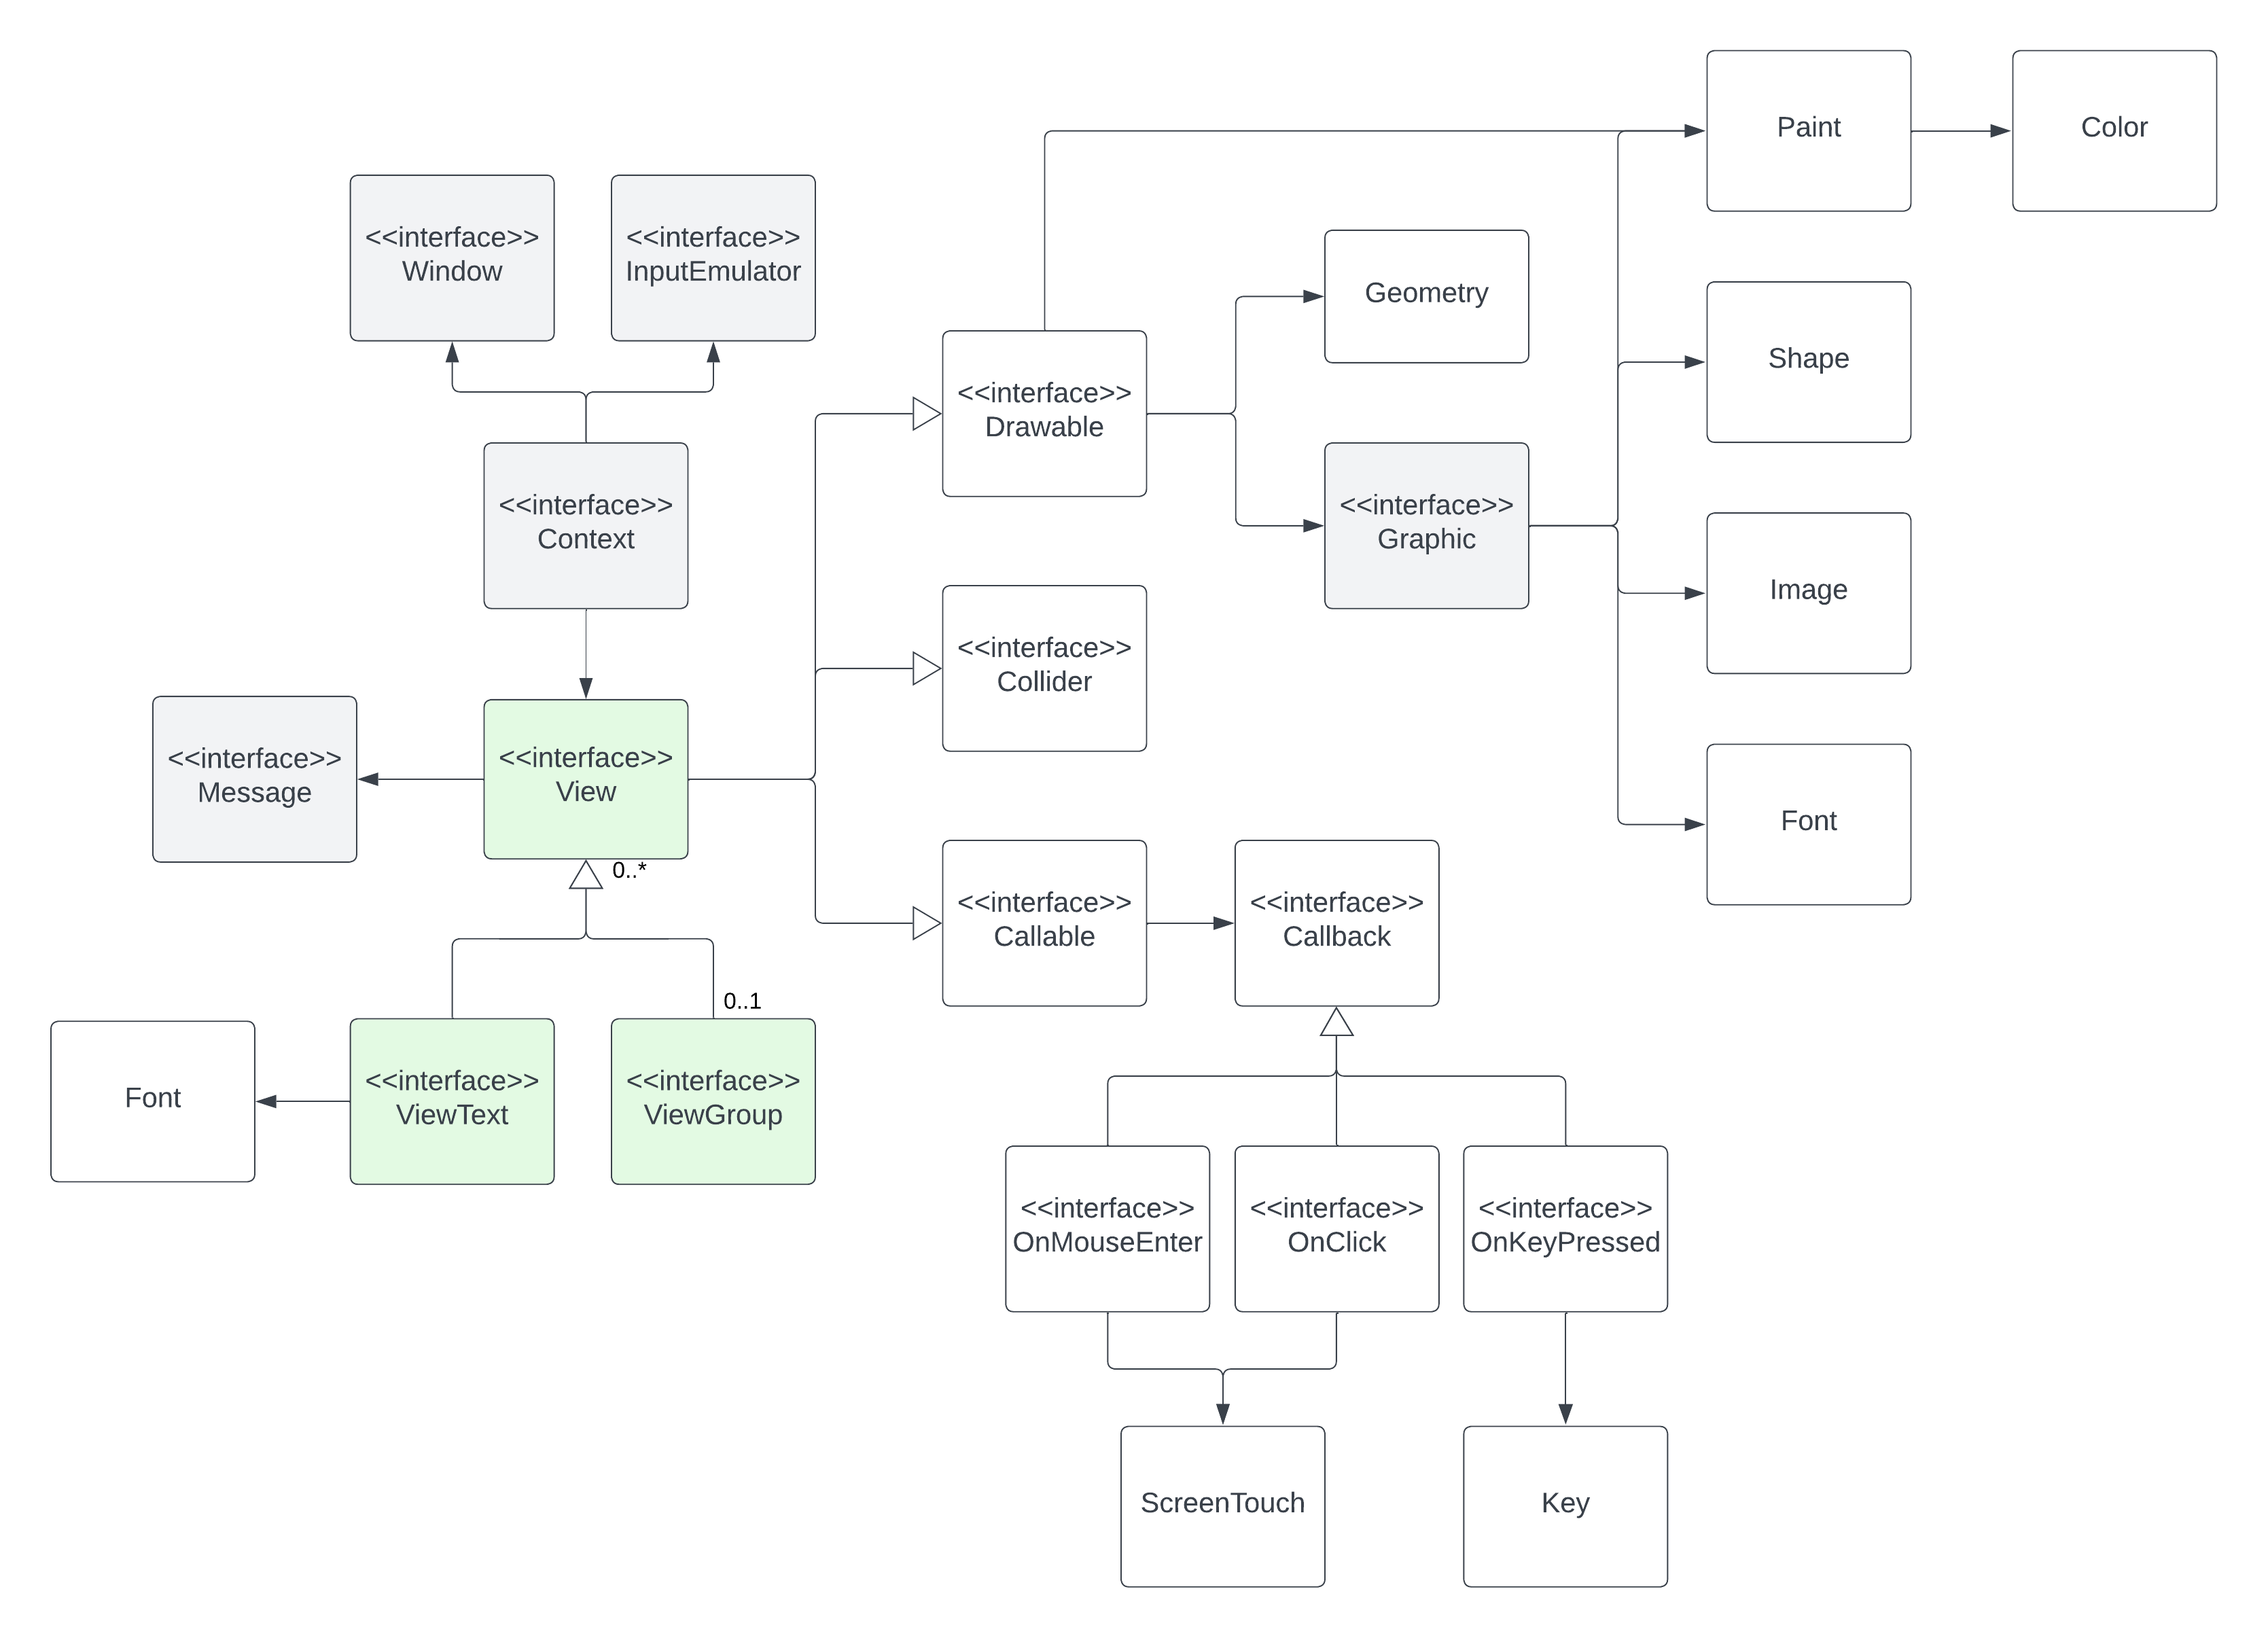 Paint
Color
<<interface>>
Window
<<interface>>
InputEmulator
Geometry
Shape
<<interface>>
Drawable
<<interface>>
Context
<<interface>>
Graphic
Image
<<interface>>
Collider
<<interface>>
Message
<<interface>>
View
0..*
Font
<<interface>>
Callable
<<interface>>
Callback
0..1
Font
<<interface>>
ViewText
<<interface>>
ViewGroup
<<interface>>
OnMouseEnter
<<interface>>
OnClick
<<interface>>
OnKeyPressed
ScreenTouch
Key